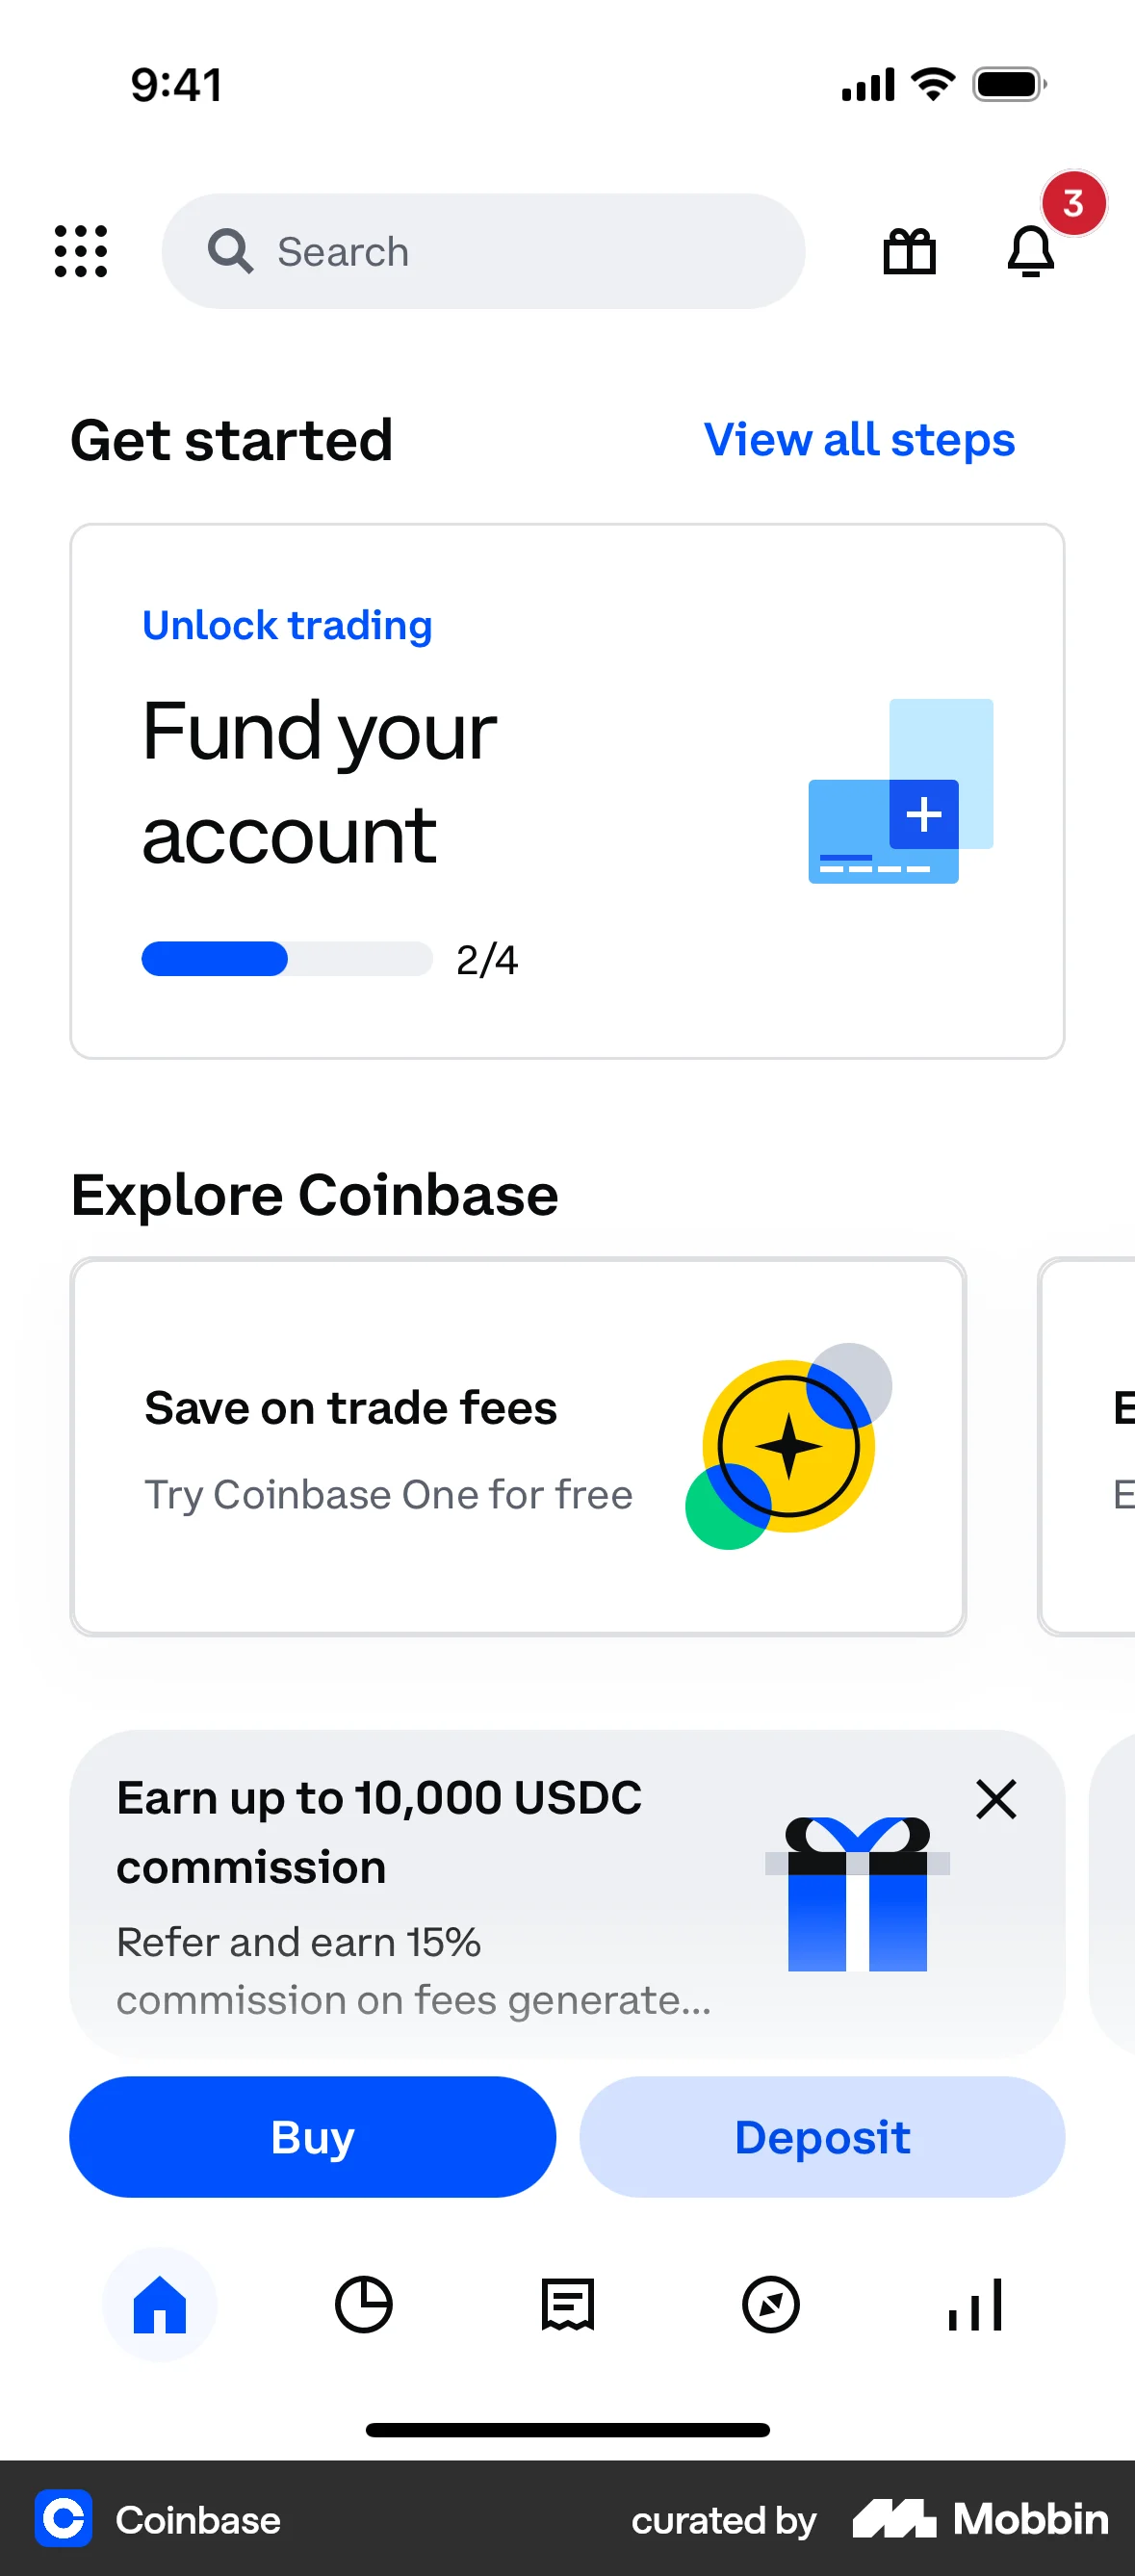 9:41
Search
3
Get started
View all steps
Unlock trading
Fund your
account
2/4
Explore Coinbase
Save on trade fees
Try Coinbase One for free
E
E
Earn up to 10,000 USDC
commission
Refer and earn 15%
commission on fees generate...
Buy
Deposit
Coinbase
curated by
Mobbin